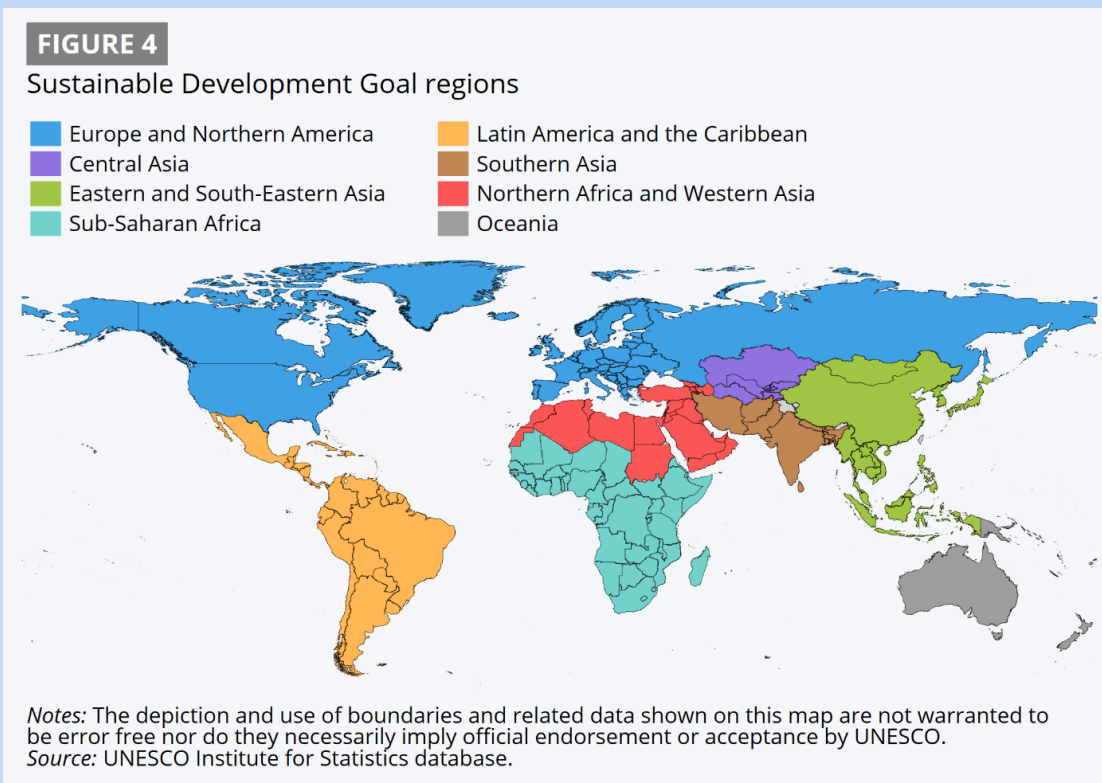 FIGURE 4
Sustainable Development Goal regions
Europe and Northern America
Central Asia
Eastern and South-Eastern Asia
Sub-Saharan Africa
Latin America and the Caribbean
Southern Asia
Northern Africa and Western Asia
Oceania
Notes: The depiction and use of boundaries and related data shown on this map are not warranted to
be error free nor do they necessarily imply official endorsement or acceptance by UNESCO.
Source: UNESCO Institute for Statistics database.